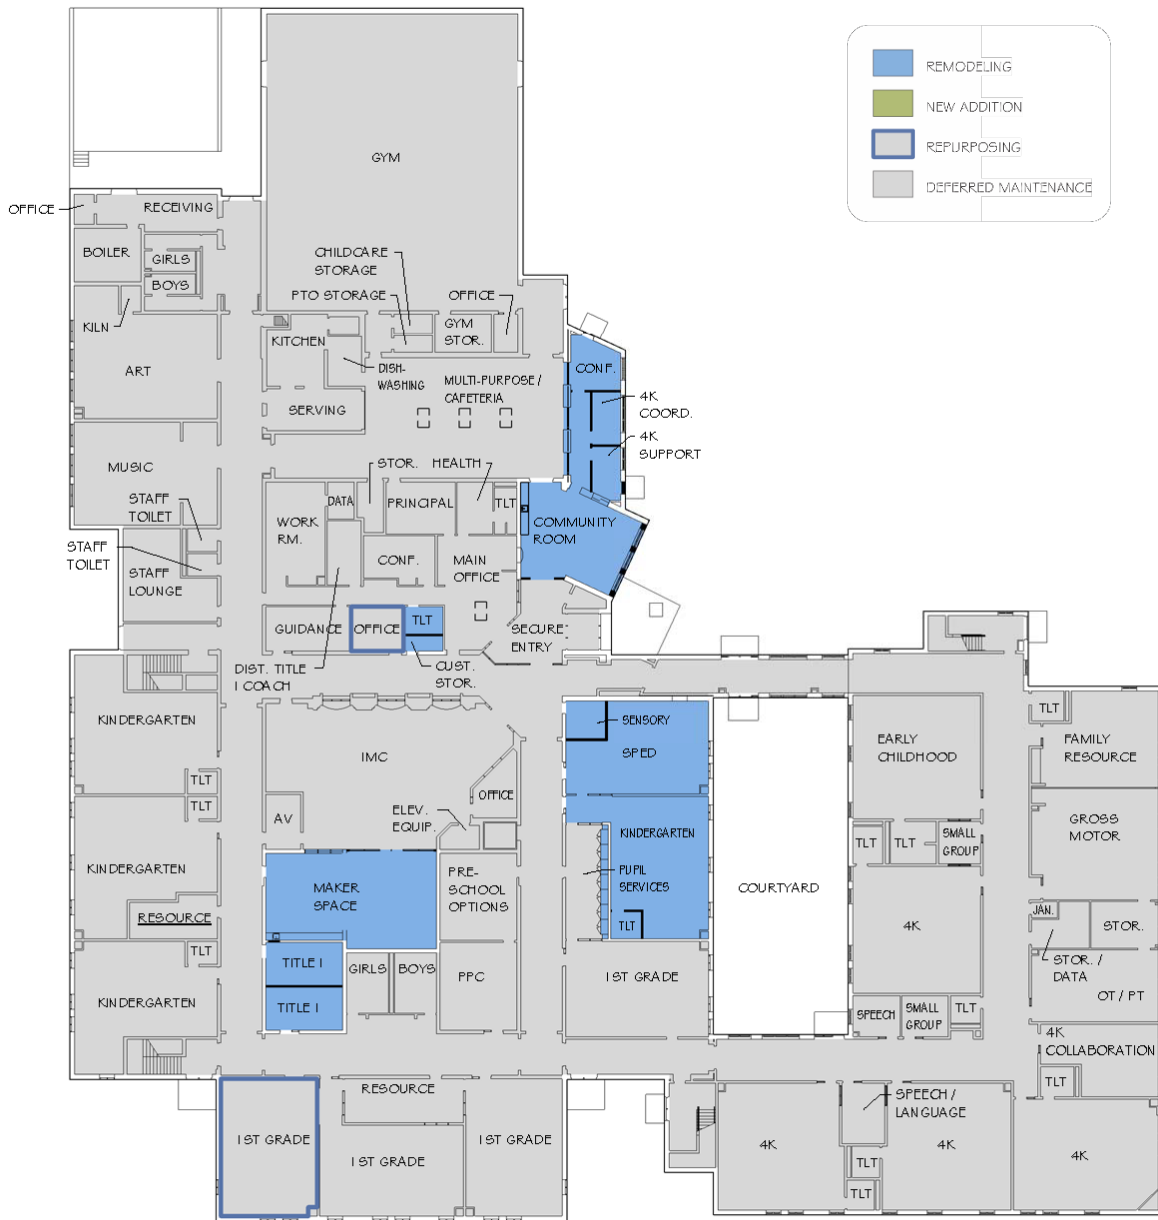 REMODELING
NEW ADDITION
REPURPOSING
DEFERRED MAINTENANCE
GYM
OFFICE
RECEIVING
BOILER
GIRLS
BOYS
KILN
ART
CHILDCARE
STORAGE
PTO STORAGE
OFFICE
GYM
STOR.
KITCHEN
DISH-
WASHING
SERVING
MULTI-PURPOSE /
CAFETERIA
CONF.
4K
COORD.
4K
SUPPORT
MUSIC
STAFF
TOILET
STAFF
TOILET
STAFF
LOUNGE
STOR.
HEALTH
DATA
PRINCIPAL
TLT
WORK
RM.
CONF.
MAIN
OFFICE
COMMUNITY
ROOM
GUIDANCE
OFFICE
TLT
SECURE
ENTRY
DIST. TITLE
I COACH
CUST.
STOR.
KINDERGARTEN
TLT
IMC
OFFICE
AV
ELEV.
EQUIP.
SENSORY
SPED
TLT
KINDERGARTEN
RESOURCE
KINDERGARTEN
PUPIL
SERVICES
TLT
COURTYARD
EARLY
CHILDHOOD
TLT
FAMILY
RESOURCE
GROSS
MOTOR
TLT
TLT
SMALL
GROUP
4K
JAN.
STOR.
STOR. /
DATA
OT / PT
MAKER
SPACE
PRE-
SCHOOL
OPTIONS
TITLE I
TITLE I
GIRLS
BOYS
PPC
1ST GRADE
TLT
KINDERGARTEN
SPEECH
SMALL
GROUP
TLT
4K
COLLABORATION
TLT
RESOURCE
1ST GRADE
1ST GRADE
1ST GRADE
SPEECH /
LANGUAGE
4K
4K
4K
TLT
TLT